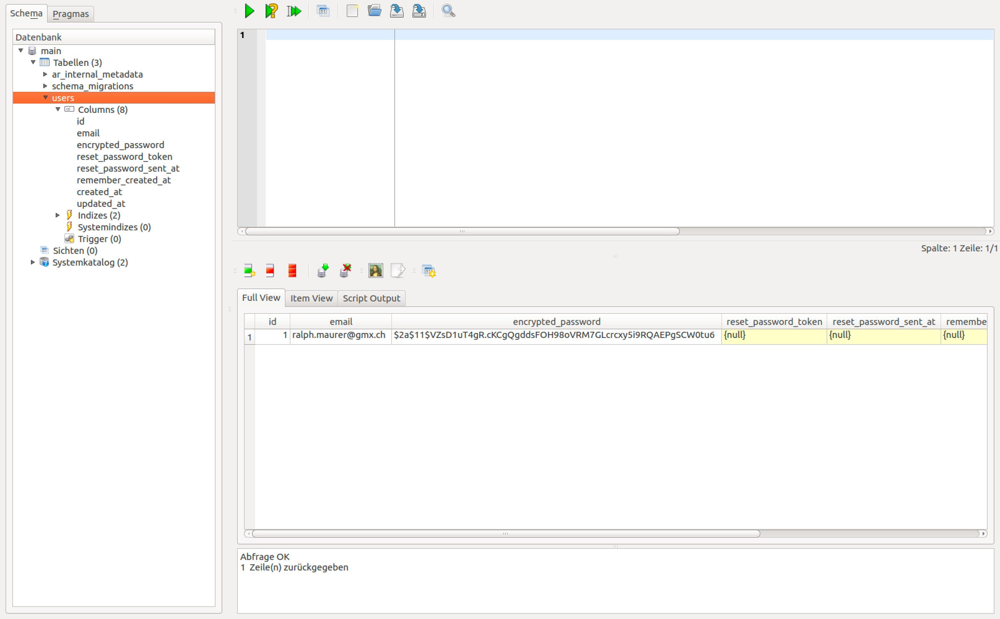 Schema Pragmas
Datenbank
main
Tabellen (3)
ar_internal_metadata
schema_migrations
users
Columns (8)
id
email
encrypted_password
reset_password_token
reset_password_sent_at
remember_created_at
created_at
updated_at
Indizes (2)
Systemindizes (0)
Trigger (0)
Sichten (0)
Systemkatalog (2)
1
Spalte: 1 Zeile: 1/1
Full View Item View Script Output
id email encrypted_password reset_password_token reset_password_sent_at remembe
1 1 ralph.maurer@gmx.ch $2a$11$VZsD1uT4gR.cKCgQgddsFOH98oVRM7GLcrcxy5i9RQAEPgSCW0tu6 {null} {null} {null}
Abfrage OK
1 Zeile(n) zurückgegeben